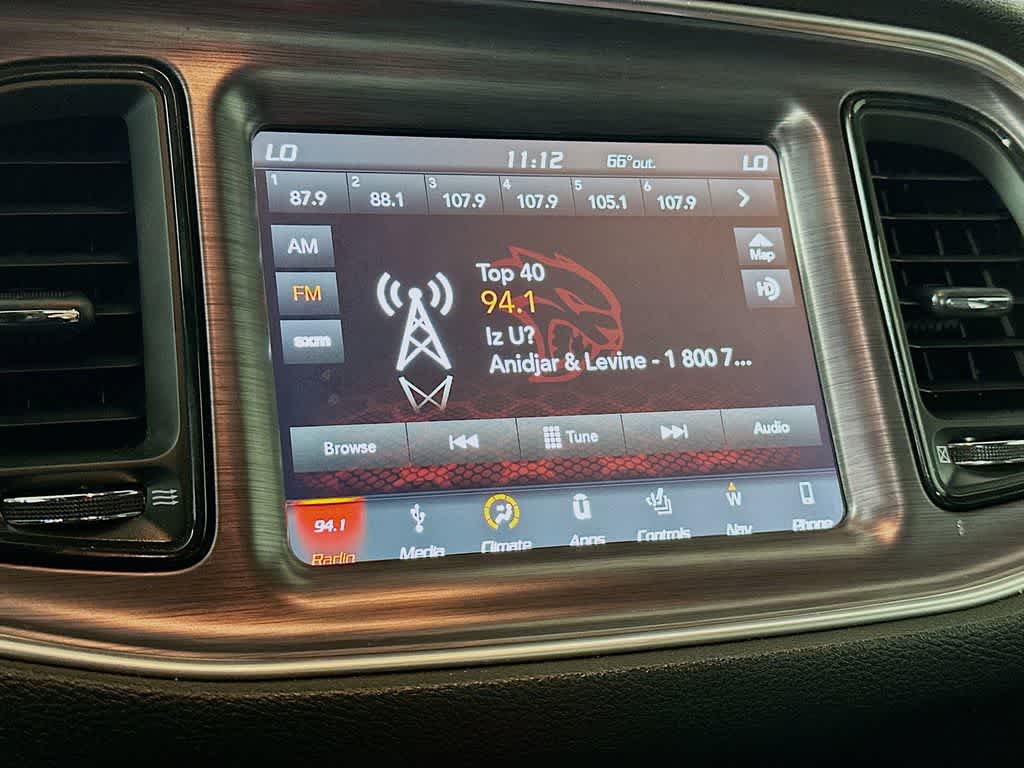 LO 11:12 66° out. LO
1 87.9 2 88.1 3 107.9 4 107.9 5 105.1 6 107.9
AM
FM
sxm
Map
HD
Top 40
94.1
Iz U?
Anidjar & Levine - 1 800 7...
Browse Tune Audio
94.1 W
Radio Media Climate Apps Controls Nav Phone